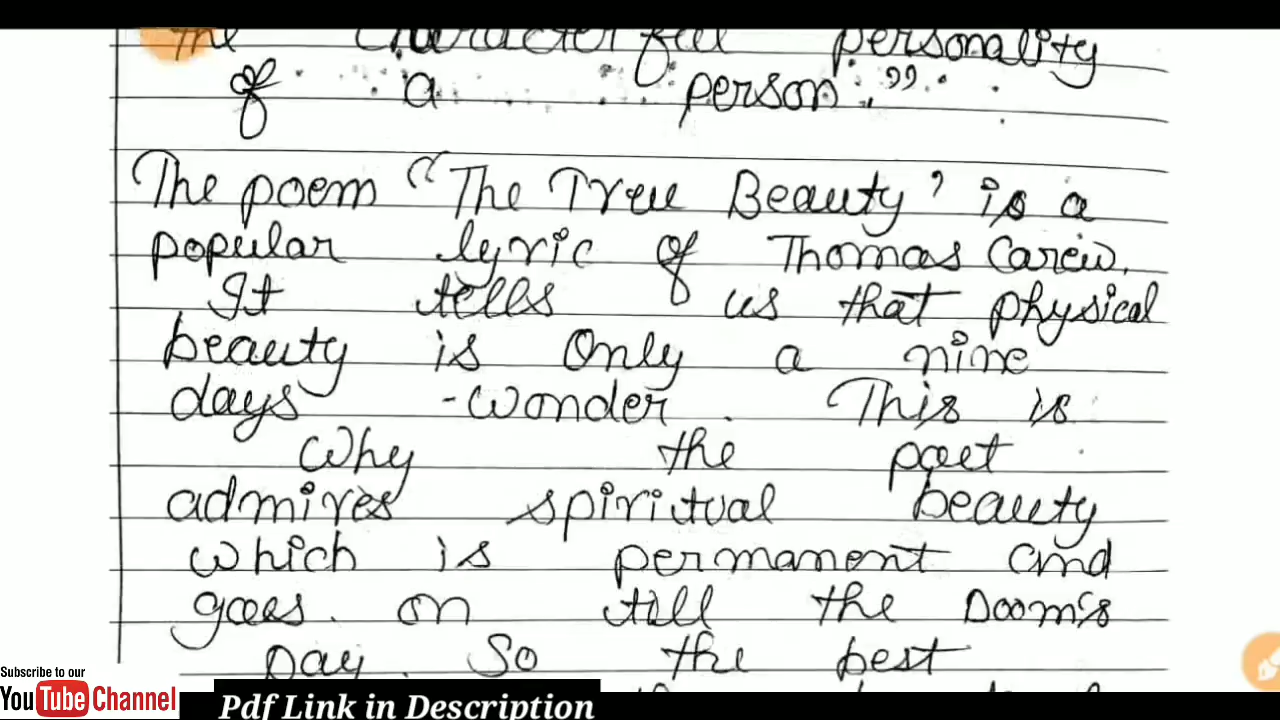 the characterful personality
of a person."
The poem "The True Beauty' is a
popular lyric of Thomas Carew.
It tells us that physical
beauty is Only a nine
days - wonder. This is
Why the poet
admires spiritual beauty
which is permanent and
goes on till the Doom's
Day. So the best
Subscribe to our
YouTube Channel
Pdf Link in Description